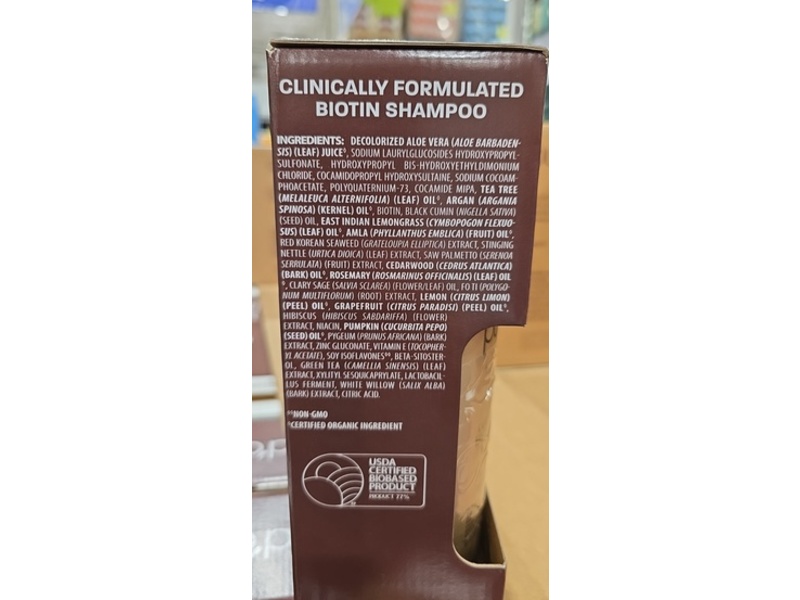 CLINICALLY FORMULATED
BIOTIN SHAMPOO
INGREDIENTS: DECOLORIZED ALOE VERA (ALOE BARBADEN-
SIS) (LEAF) JUICE◊, SODIUM LAURYLGLUCOSIDES HYDROXYPROPYL-
SULFONATE, HYDROXYPROPYL BIS-HYDROXYETHYLDIMONIUM
CHLORIDE, COCAMIDOPROPYL HYDROXYSULTAINE, SODIUM COCOAM-
PHOACETATE, POLYQUATERNIUM-73, COCAMIDE MIPA, TEA TREE
(MELALEUCA ALTERNIFOLIA) (LEAF) OIL◊, ARGAN (ARGANIA
SPINOSA) (KERNEL) OIL◊, BIOTIN, BLACK CUMIN (NIGELLA SATIVA)
(SEED) OIL, EAST INDIAN LEMONGRASS (CYMBOPOGON FLEXUO-
SUS) (LEAF) OIL◊, AMLA (PHYLLANTHUS EMBLICA) (FRUIT) OIL◊,
RED KOREAN SEAWEED (GRATELOUPIA ELLIPTICA) EXTRACT, STINGING
NETTLE (URTICA DIOICA) (LEAF) EXTRACT, SAW PALMETTO (SERENOA
SERRULATA) (FRUIT) EXTRACT, CEDARWOOD (CEDRUS ATLANTICA)
(BARK) OIL◊, ROSEMARY (ROSMARINUS OFFICINALIS) (LEAF) OIL
◊, CLARY SAGE (SALVIA SCLAREA) (FLOWER/LEAF) OIL, FO TI (POLYGO-
NUM MULTIFLORUM) (ROOT) EXTRACT, LEMON (CITRUS LIMON)
(PEEL) OIL◊, GRAPEFRUIT (CITRUS PARADISI) (PEEL) OIL◊,
HIBISCUS (HIBISCUS SABDARIFFA) (FLOWER)
EXTRACT, NIACIN, PUMPKIN (CUCURBITA PEPO)
(SEED) OIL◊, PYGEUM (PRUNUS AFRICANA) (BARK)
EXTRACT, ZINC GLUCONATE, VITAMIN E (TOCOPHER-
YL ACETATE), SOY ISOFLAVONES◊◊, BETA-SITOSTER-
OL, GREEN TEA (CAMELLIA SINENSIS) (LEAF)
EXTRACT, XYLITYL SESQUICAPRYLATE, LACTOBACIL-
LUS FERMENT, WHITE WILLOW (SALIX ALBA)
(BARK) EXTRACT, CITRIC ACID.
◊◊NON-GMO
◊CERTIFIED ORGANIC INGREDIENT
USDA
CERTIFIED
BIOBASED
PRODUCT
PRODUCT 77%